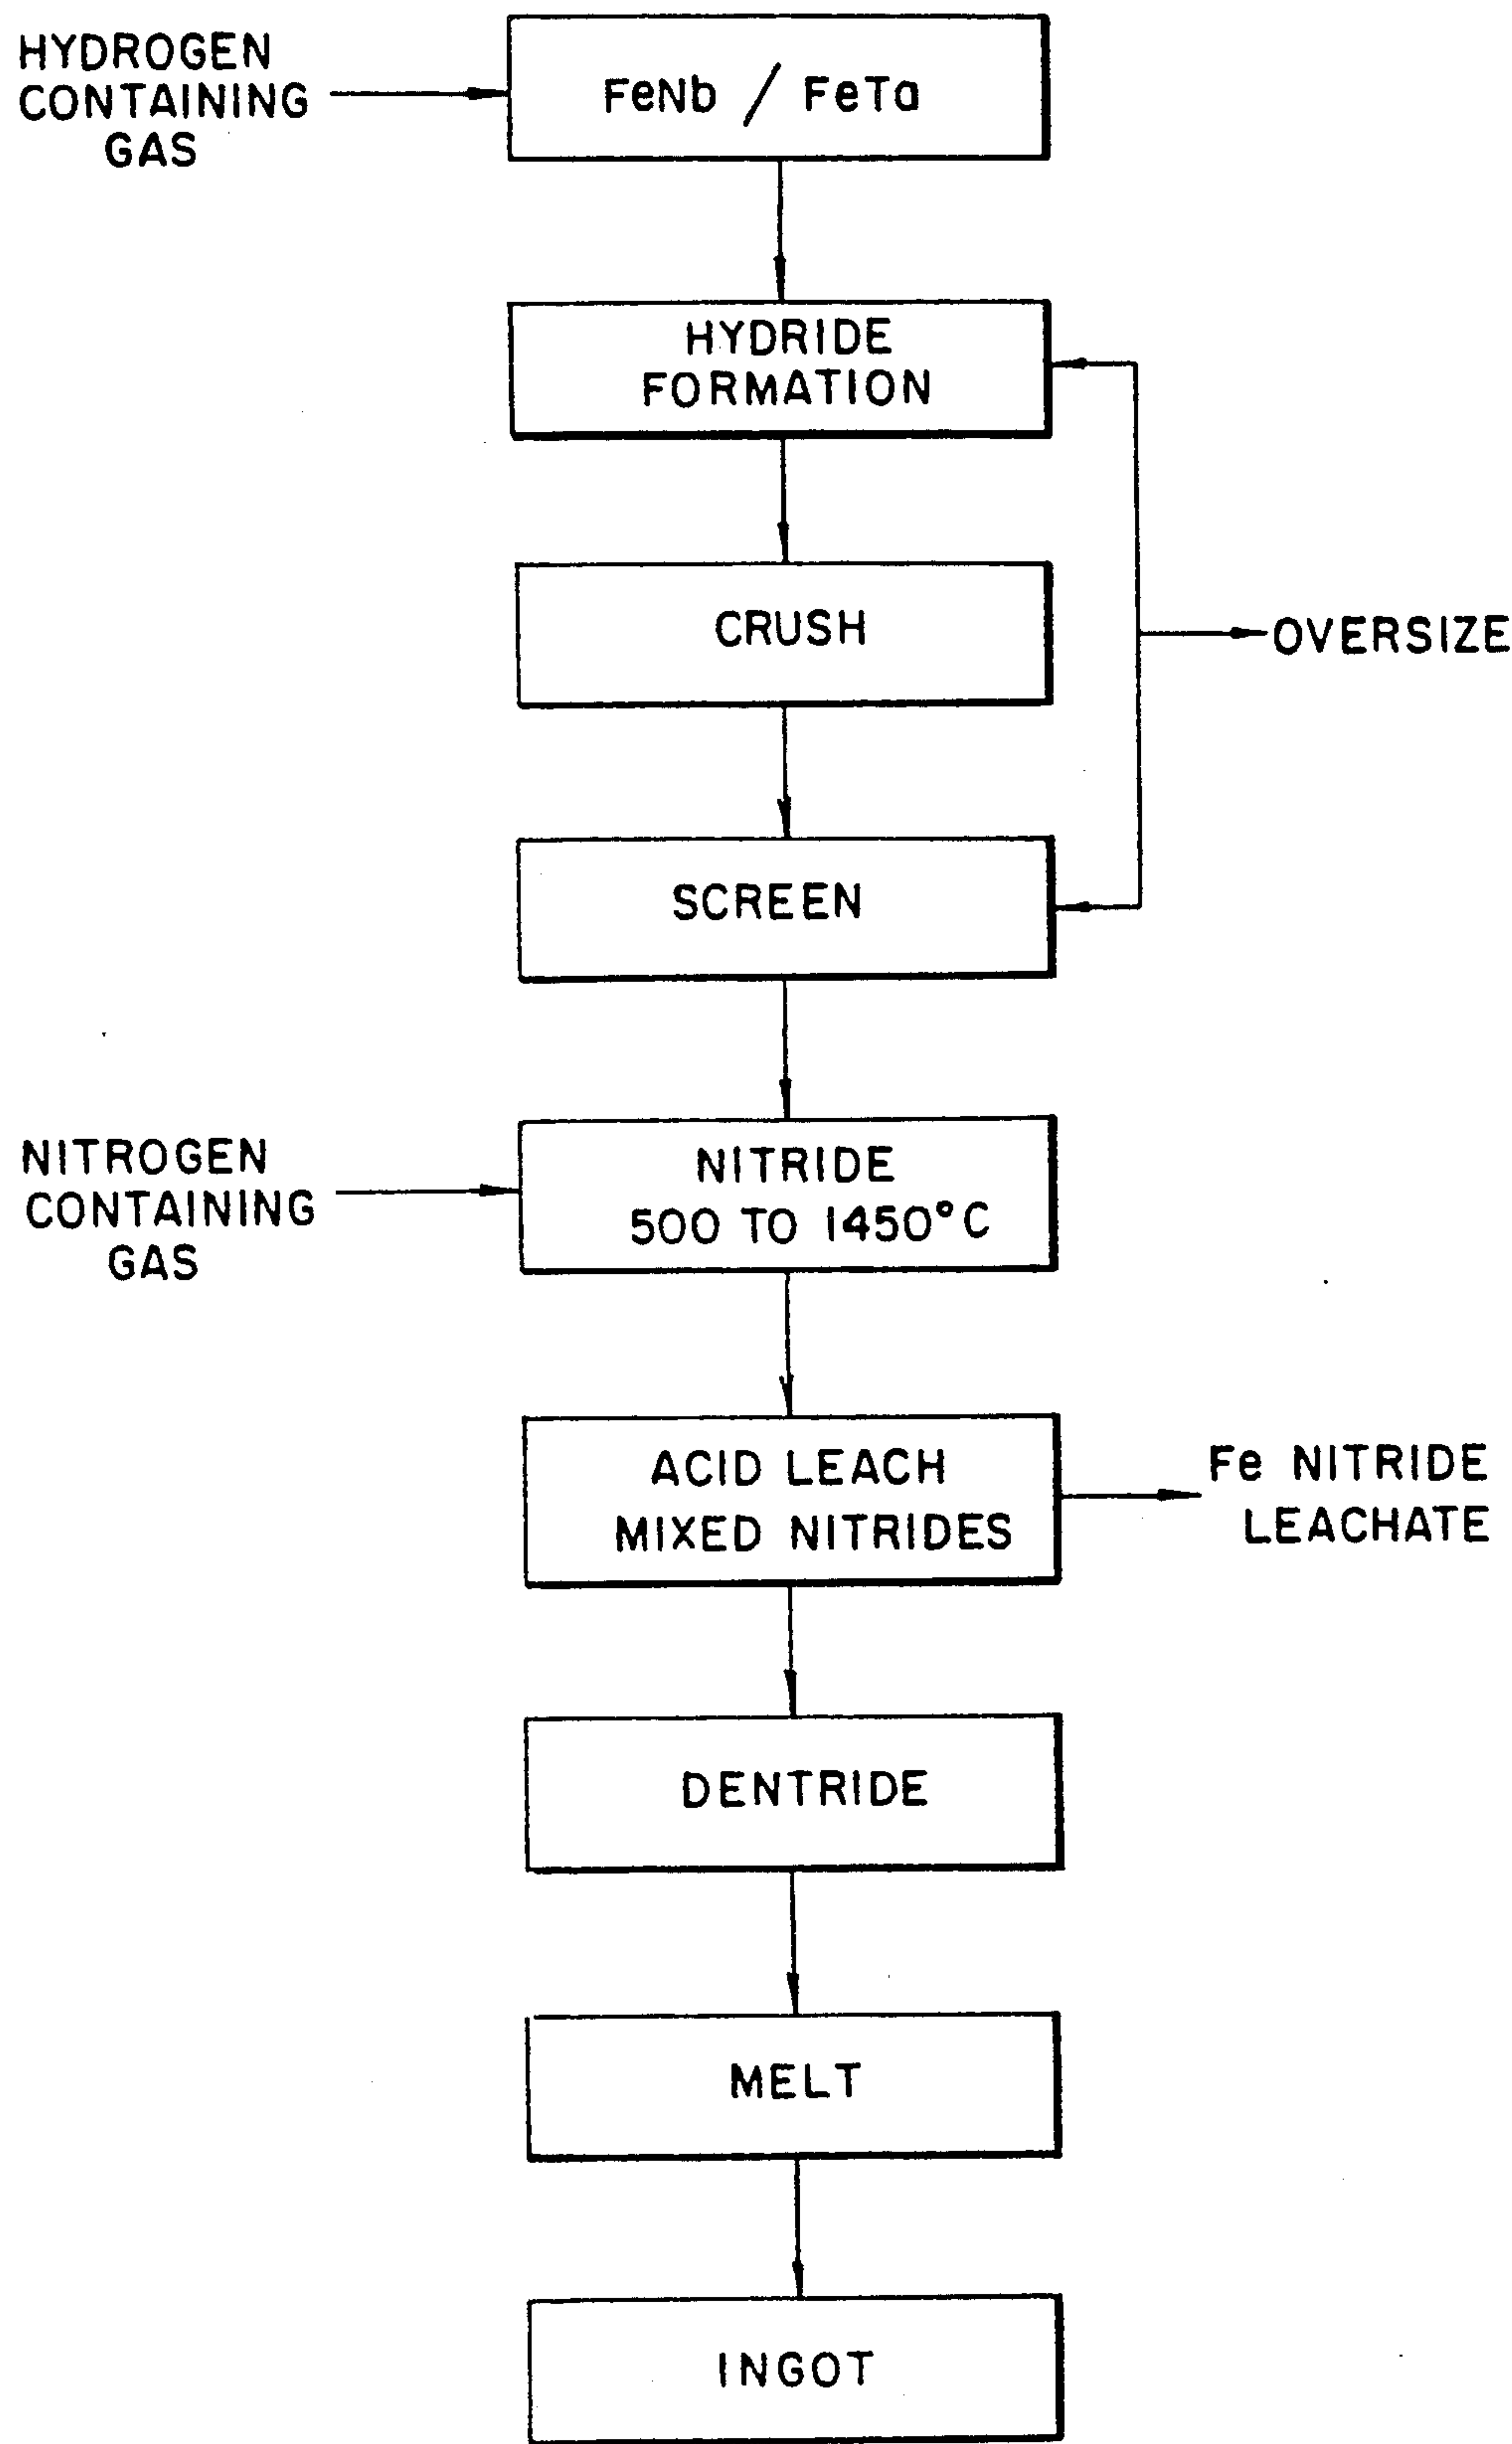 HYDROGEN
CONTAINING
GAS
FeNb / FeTa
HYDRIDE
FORMATION
CRUSH
OVERSIZE
SCREEN
NITROGEN
CONTAINING
GAS
NITRIDE
500 TO 1450°C
ACID LEACH
MIXED NITRIDES
Fe NITRIDE
LEACHATE
DENTRIDE
MELT
INGOT